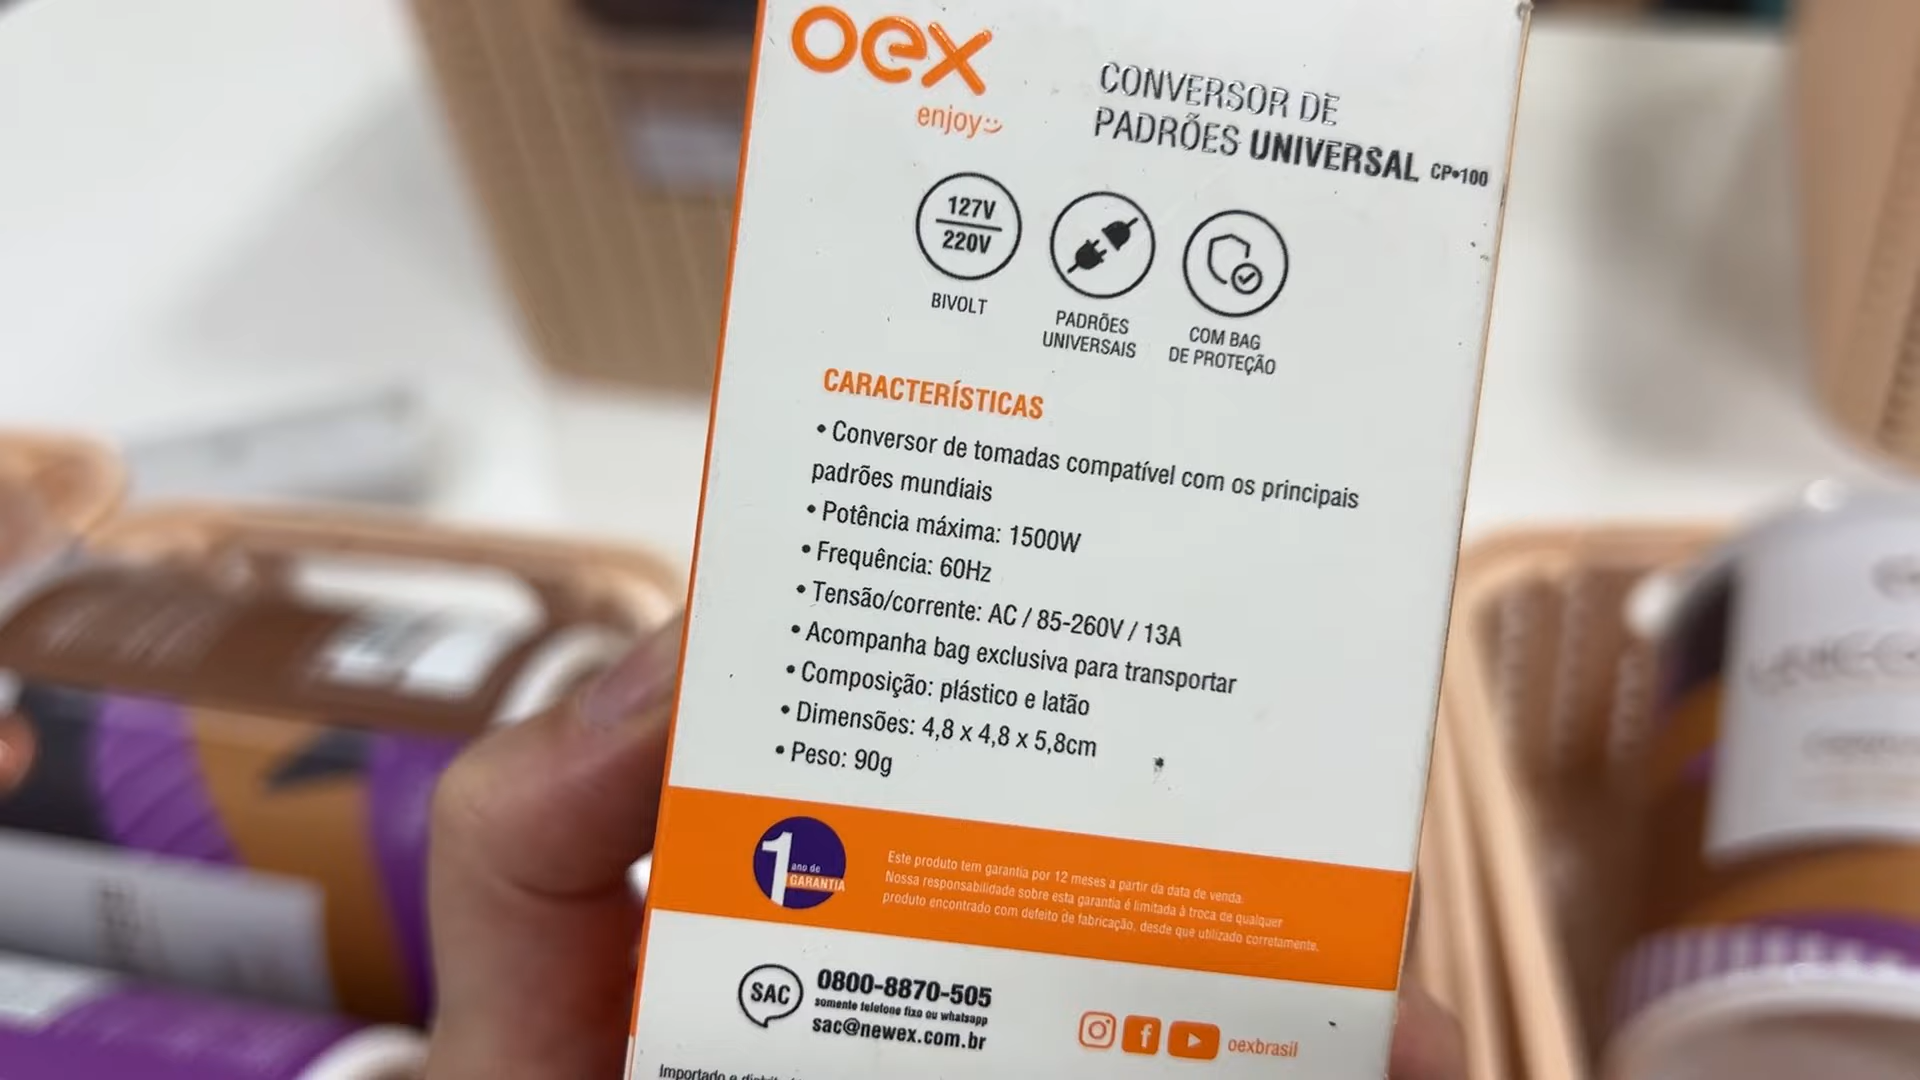 oex
enjoy
CONVERSOR DE
PADRÕES UNIVERSAL CP•100
127V
220V
BIVOLT
PADRÕES
UNIVERSAIS
COM BAG
DE PROTEÇÃO
CARACTERÍSTICAS
• Conversor de tomadas compatível com os principais
padrões mundíais
• Potência máxima: 1500W
• Frequência: 60Hz
• Tensão/corrente: AC / 85-260V / 13A
• Acompanha bag exclusiva para transportar
• Composição: plástico e latão
• Dimensões: 4,8 x 4,8 x 5,8cm
• Peso: 90g
1
ano de
GARANTIA
Este produto tem garantia por 12 meses a partir da data de venda.
Nossa responsabilidade sobre esta garantia é limitada à troca de qualquer
produto encontrado com defeito de fabricação, desde que utilizado corretamente.
SAC
0800-8870-505
somente telefone fixo ou whatsapp
sac@newex.com.br
oexbrasil
Importado e